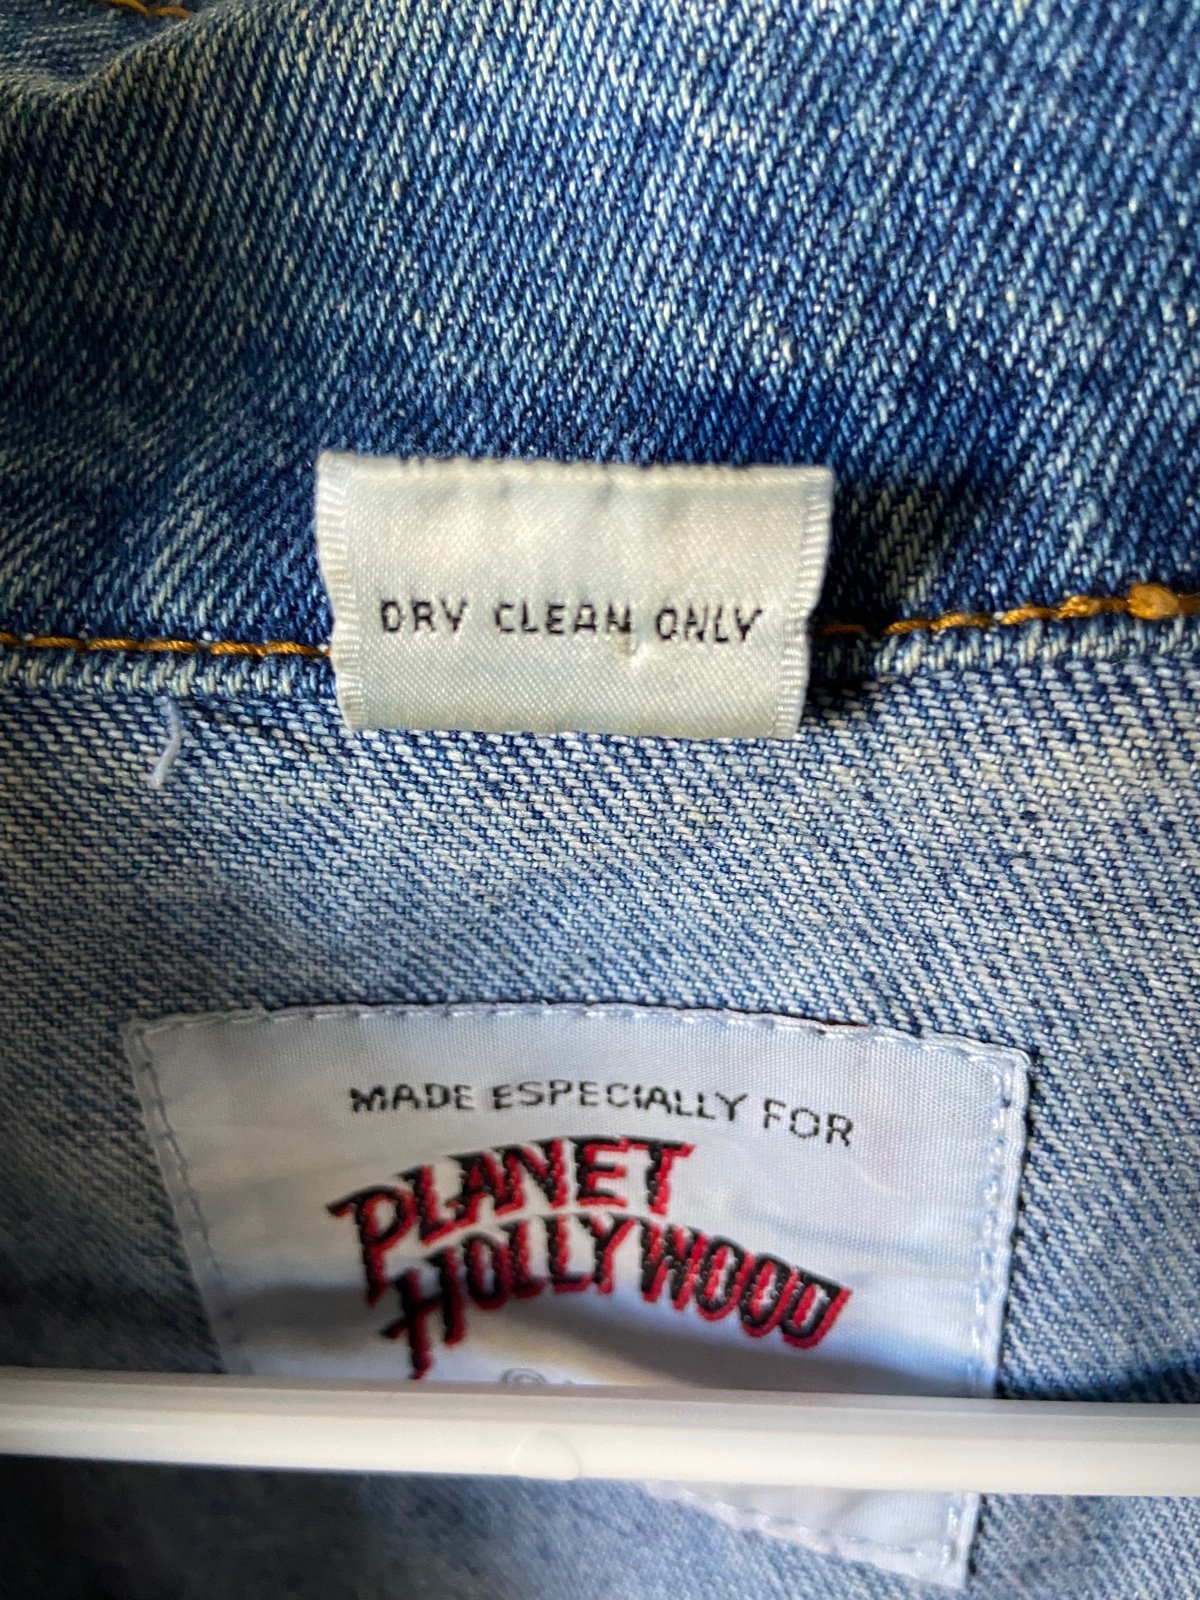 DRY CLEAN ONLY
MADE ESPECIALLY FOR
PLANET
HOLLYWOOD
©